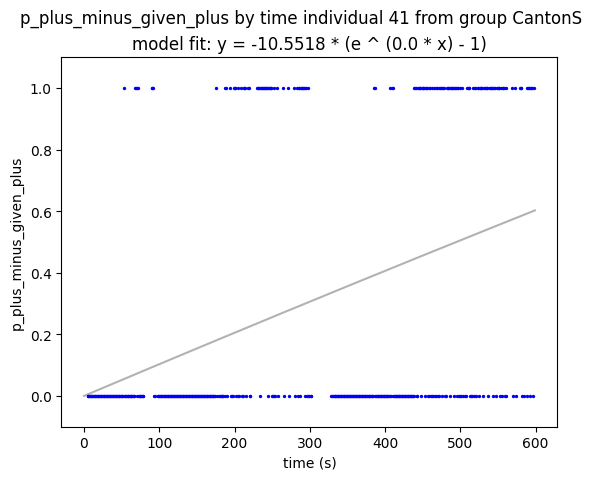 p_plus_minus_given_plus by time individual 41 from group CantonS
model fit: y = -10.5518 * (e ^ (0.0 * x) - 1)
1.0
0.8
0.6
0.4
0.2
0.0
p_plus_minus_given_plus
0 100 200 300 400 500 600
time (s)